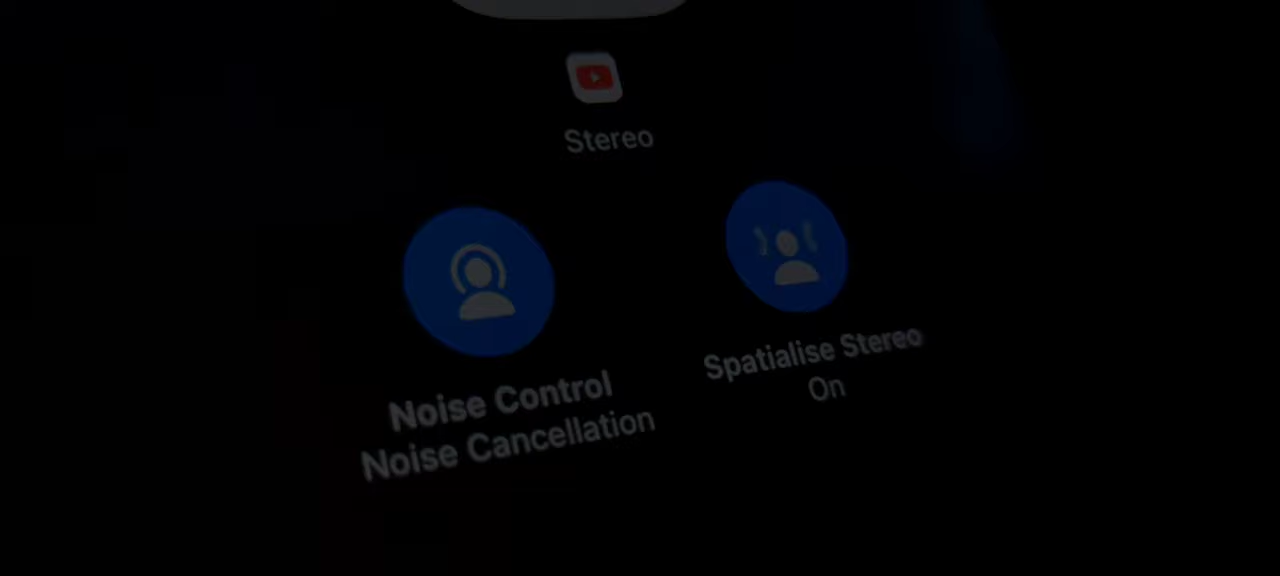 Stereo
Noise Control
Noise Cancellation
Spatialise Stereo
On